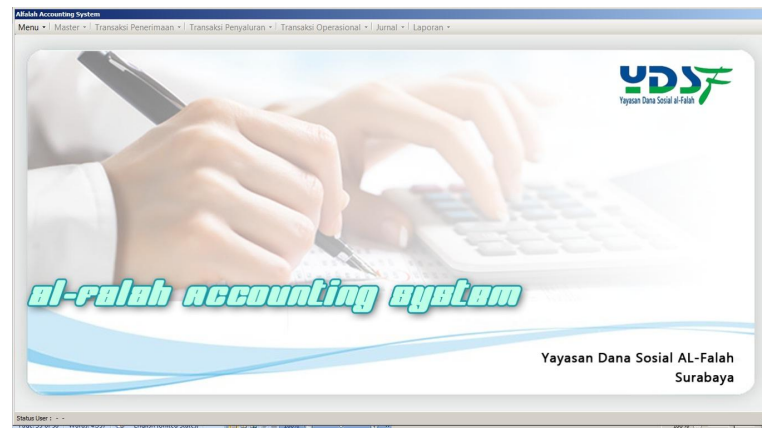 Alfalah Accounting System
Menu Master Transaksi Penerimaan Transaksi Penyaluran Transaksi Operasional Jurnal Laporan
YDSF
Yayasan Dana Sosial al-Falah
al-Falah Accounting System
Yayasan Dana Sosial AL-Falah
Surabaya
Status User : - -